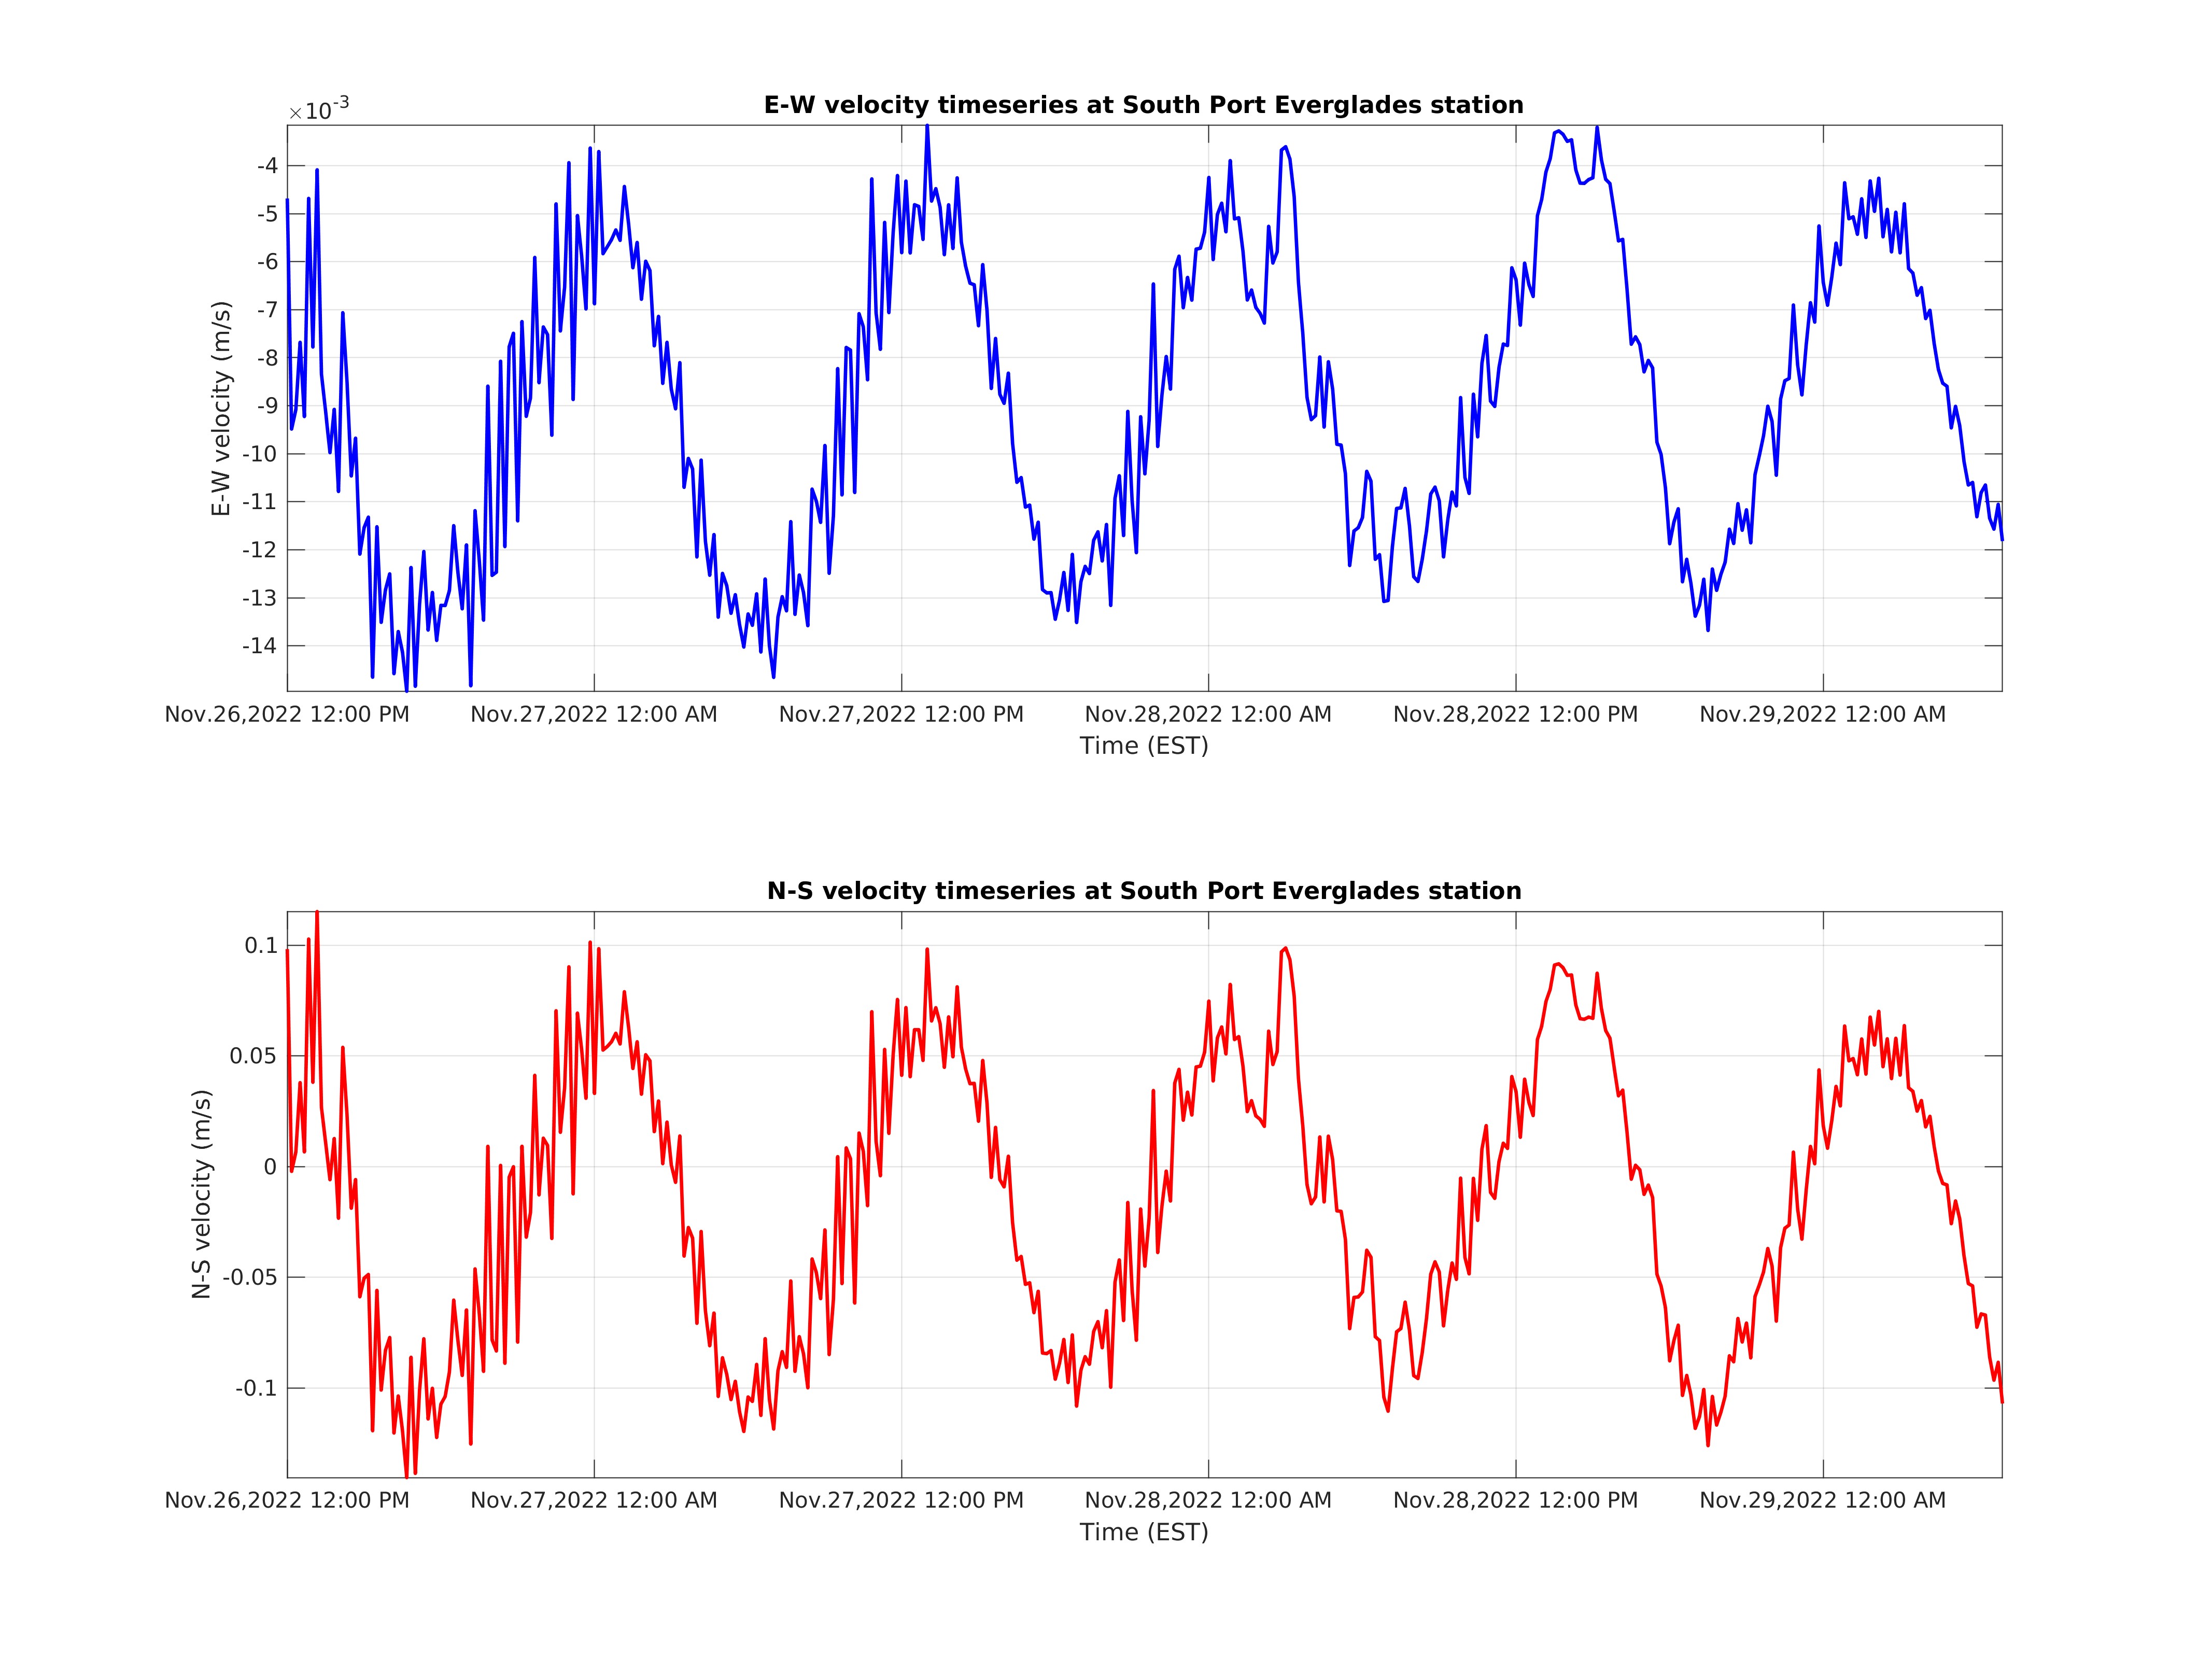 ×10-3
E-W velocity timeseries at South Port Everglades station
-4
-5
-6
-7
-8
-9
-10
-11
-12
-13
-14
E-W velocity (m/s)
Nov.26,2022 12:00 PM Nov.27,2022 12:00 AM Nov.27,2022 12:00 PM Nov.28,2022 12:00 AM Nov.28,2022 12:00 PM Nov.29,2022 12:00 AM
Time (EST)
N-S velocity timeseries at South Port Everglades station
0.1
0.05
0
-0.05
-0.1
N-S velocity (m/s)
Nov.26,2022 12:00 PM Nov.27,2022 12:00 AM Nov.27,2022 12:00 PM Nov.28,2022 12:00 AM Nov.28,2022 12:00 PM Nov.29,2022 12:00 AM
Time (EST)